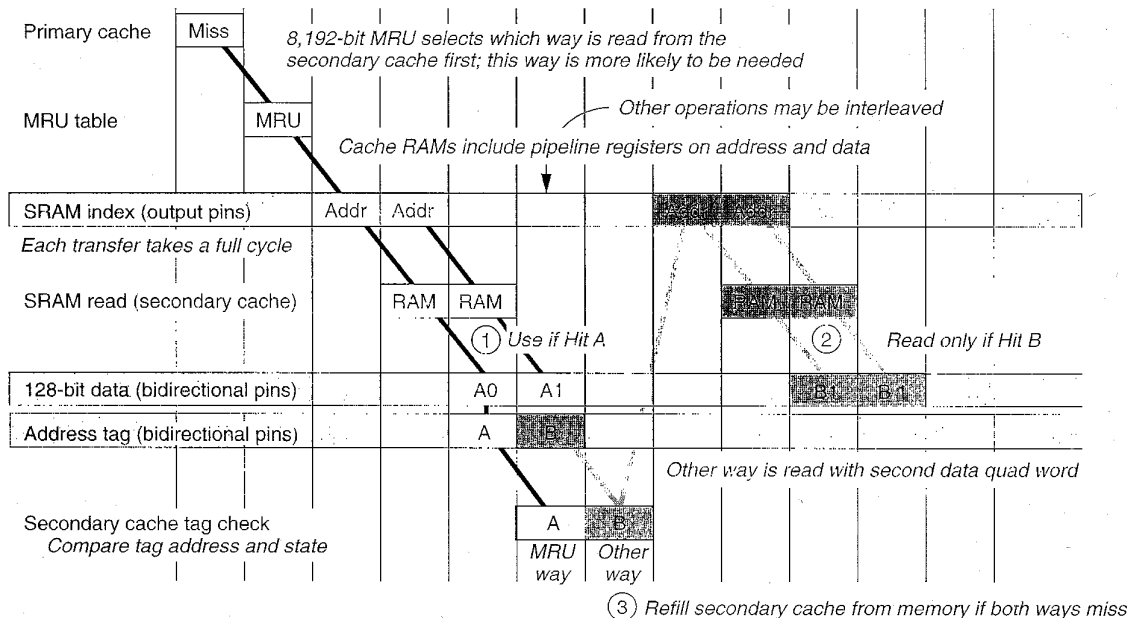 Primary cache
Miss
8,192-bit MRU selects which way is read from the
secondary cache first; this way is more likely to be needed
MRU table
MRU
Other operations may be interleaved
Cache RAMs include pipeline registers on address and data
SRAM index (output pins)
Addr
Addr
Addr
Addr
Each transfer takes a full cycle
SRAM read (secondary cache)
RAM
RAM
RAM
RAM
1 Use if Hit A
2
Read only if Hit B
128-bit data (bidirectional pins)
A0
A1
B1
Address tag (bidirectional pins)
A
B
Other way is read with second data quad word
Secondary cache tag check
A
B
Compare tag address and state
MRU
way
Other
way
3 Refill secondary cache from memory if both ways miss